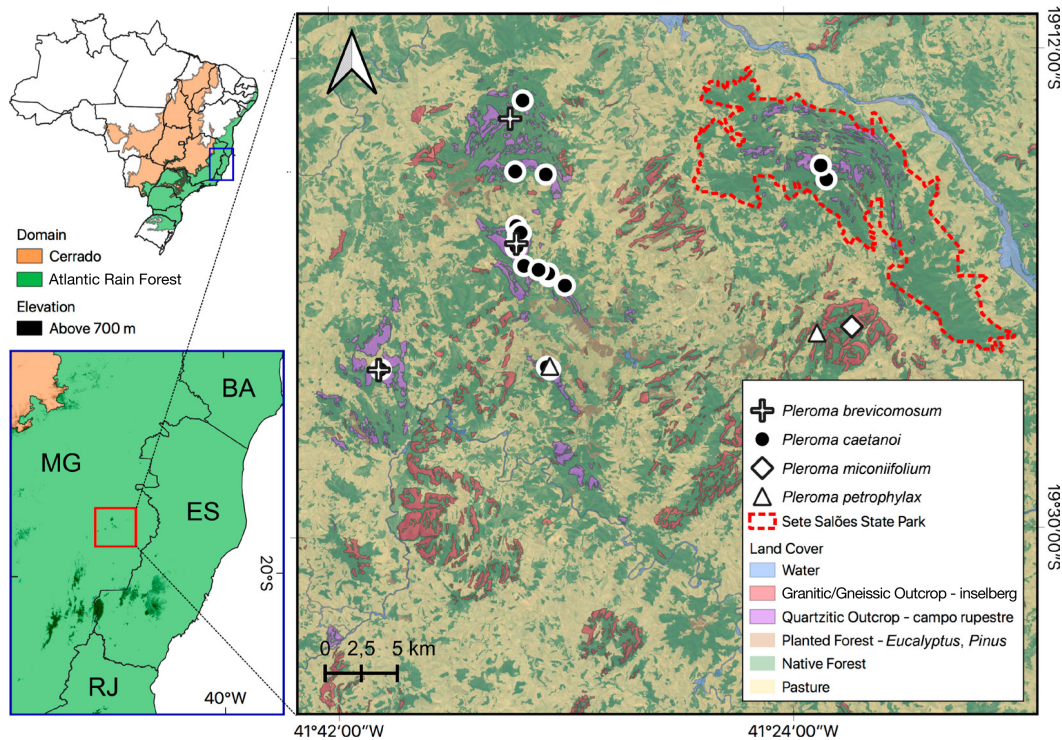 Domain
Cerrado
Atlantic Rain Forest
Elevation
Above 700 m
BA
MG
ES
RJ
20°S
40°W
19°12'00"S
19°30'00"S
41°42'00"W
41°24'00"W
0 2,5 5 km
Pleroma brevicomosum
Pleroma caetanoi
Pleroma miconiifolium
Pleroma petrophylax
Sete Salões State Park
Land Cover
Water
Granitic/Gneissic Outcrop - inselberg
Quartzitic Outcrop - campo rupestre
Planted Forest - Eucalyptus, Pinus
Native Forest
Pasture